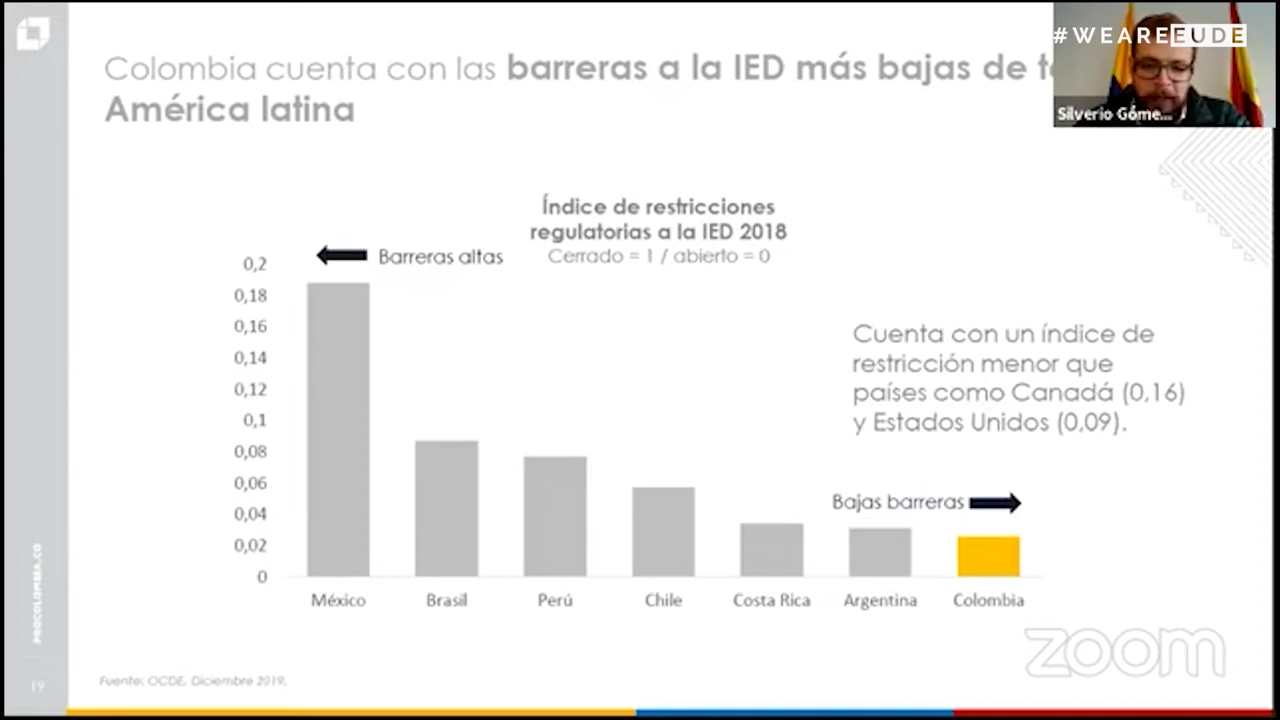 #WEAREEUDE
Silverio Góme...
Colombia cuenta con las barreras a la IED más bajas de
América latina
Índice de restricciones
regulatorias a la IED 2018
Cerrado = 1 / abierto = 0
Barreras altas
0,2
0,18
0,16
0,14
0,12
0,1
0,08
0,06
0,04
0,02
0
México Brasil Perú Chile Costa Rica Argentina Colombia
Cuenta con un índice de
restricción menor que
países como Canadá (0,16)
y Estados Unidos (0,09).
Bajas barreras
PROCOLOMBIA.CO
19
Fuente: OCDE, Diciembre 2019.
zoom